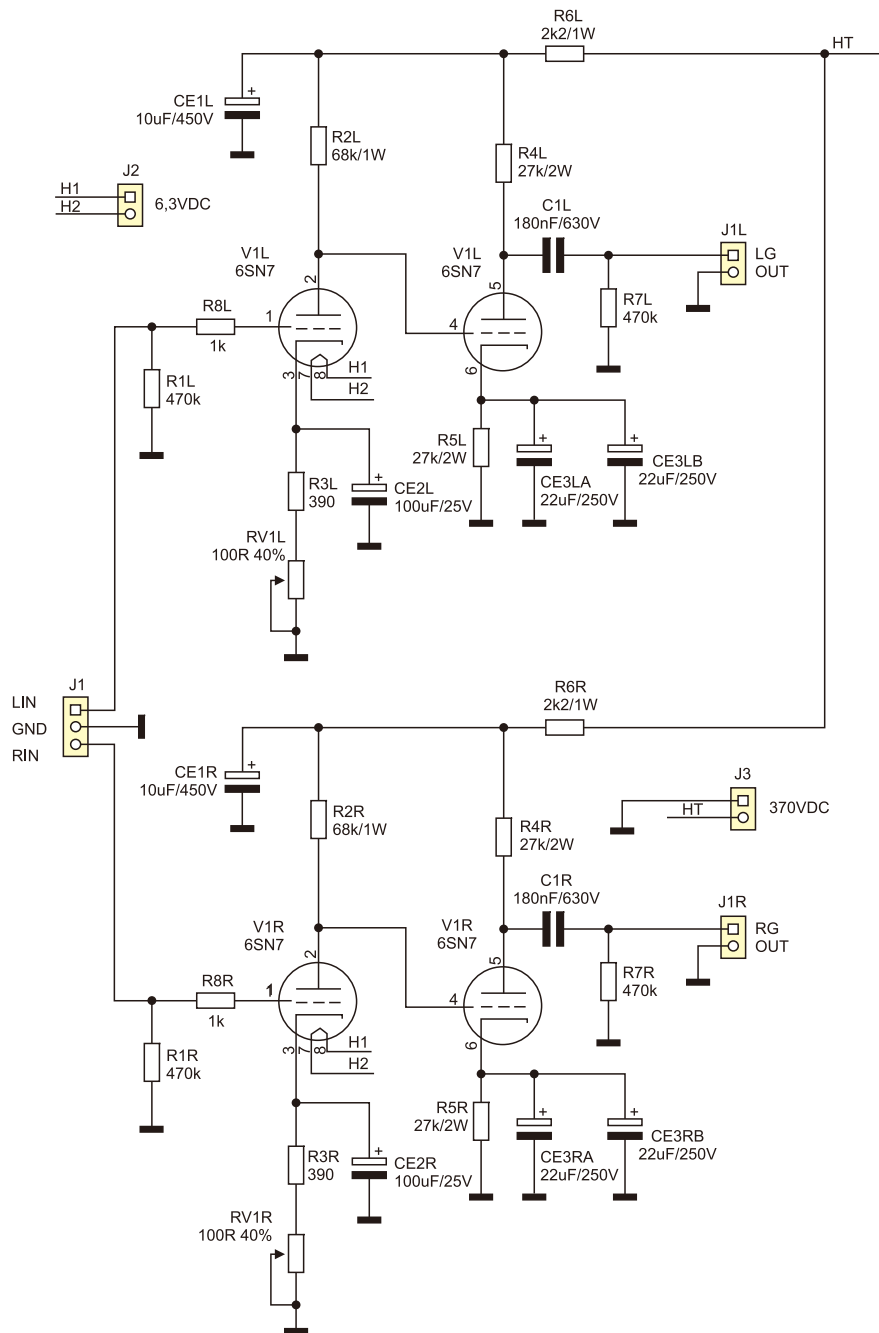 R6L
2k2/1W
HT
CE1L
+
10uF/450V
R2L
68k/1W
R4L
27k/2W
J2
H1
H2
6,3VDC
C1L
180nF/630V
J1L
LG
OUT
V1L
6SN7
2
V1L
6SN7
5
R8L
1k
1
4
R7L
470k
3
7
8
H1
H2
6
R1L
470k
R5L
27k/2W
+
CE3LA
22uF/250V
+
CE3LB
22uF/250V
R3L
390
+
CE2L
100uF/25V
RV1L
100R 40%
J1
LIN
GND
RIN
R6R
2k2/1W
CE1R
+
10uF/450V
R2R
68k/1W
R4R
27k/2W
J3
HT
370VDC
C1R
180nF/630V
J1R
RG
OUT
V1R
6SN7
2
V1R
6SN7
5
R8R
1k
1
4
R7R
470k
3
7
8
H1
H2
6
R1R
470k
R5R
27k/2W
+
CE3RA
22uF/250V
+
CE3RB
22uF/250V
R3R
390
+
CE2R
100uF/25V
RV1R
100R 40%